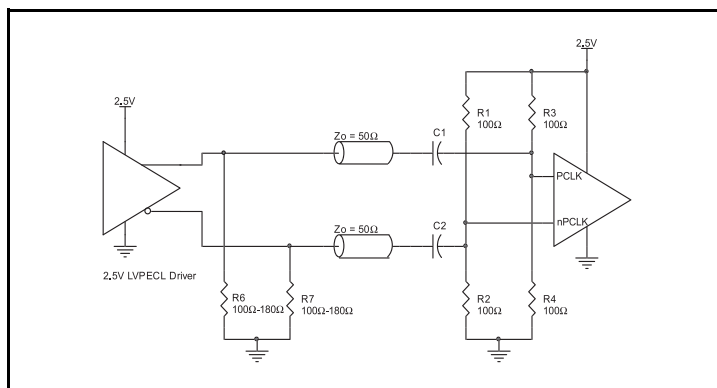 2.5V
2.5V
R1
100Ω
R3
100Ω
Zo = 50Ω
C1
PCLK
Zo = 50Ω
C2
nPCLK
2.5V LVPECL Driver
R6
100Ω-180Ω
R7
100Ω-180Ω
R2
100Ω
R4
100Ω